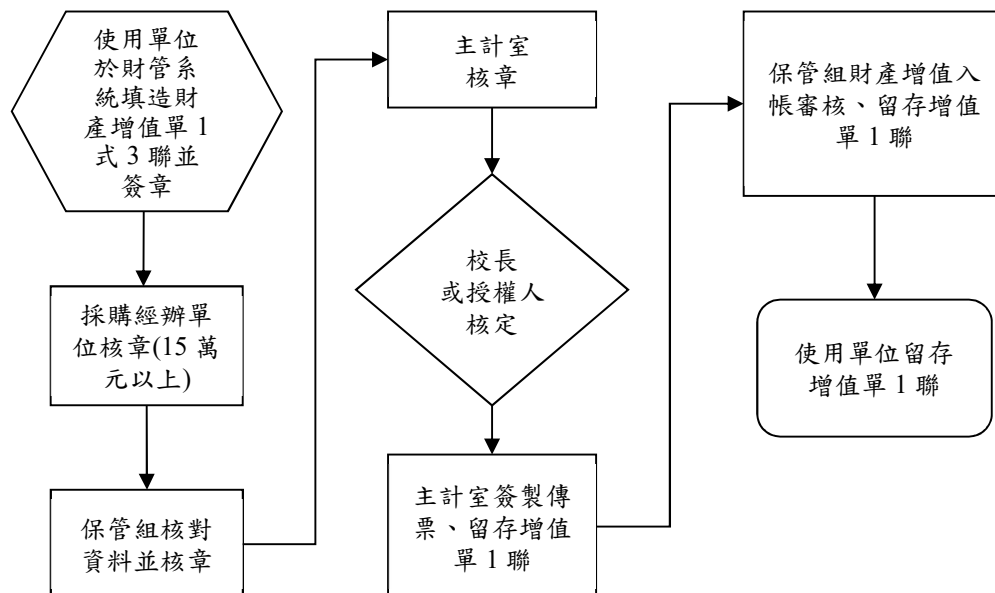 使用單位
於財管系
統填造財
產增值單 1
式 3 聯並
簽章
採購經辦單
位核章(15 萬
元以上)
保管組核對
資料並核章
主計室
核章
校長
或授權人
核定
主計室簽製傳
票、留存增值
單 1 聯
保管組財產增值入
帳審核、留存增值
單 1 聯
使用單位留存
增值單 1 聯